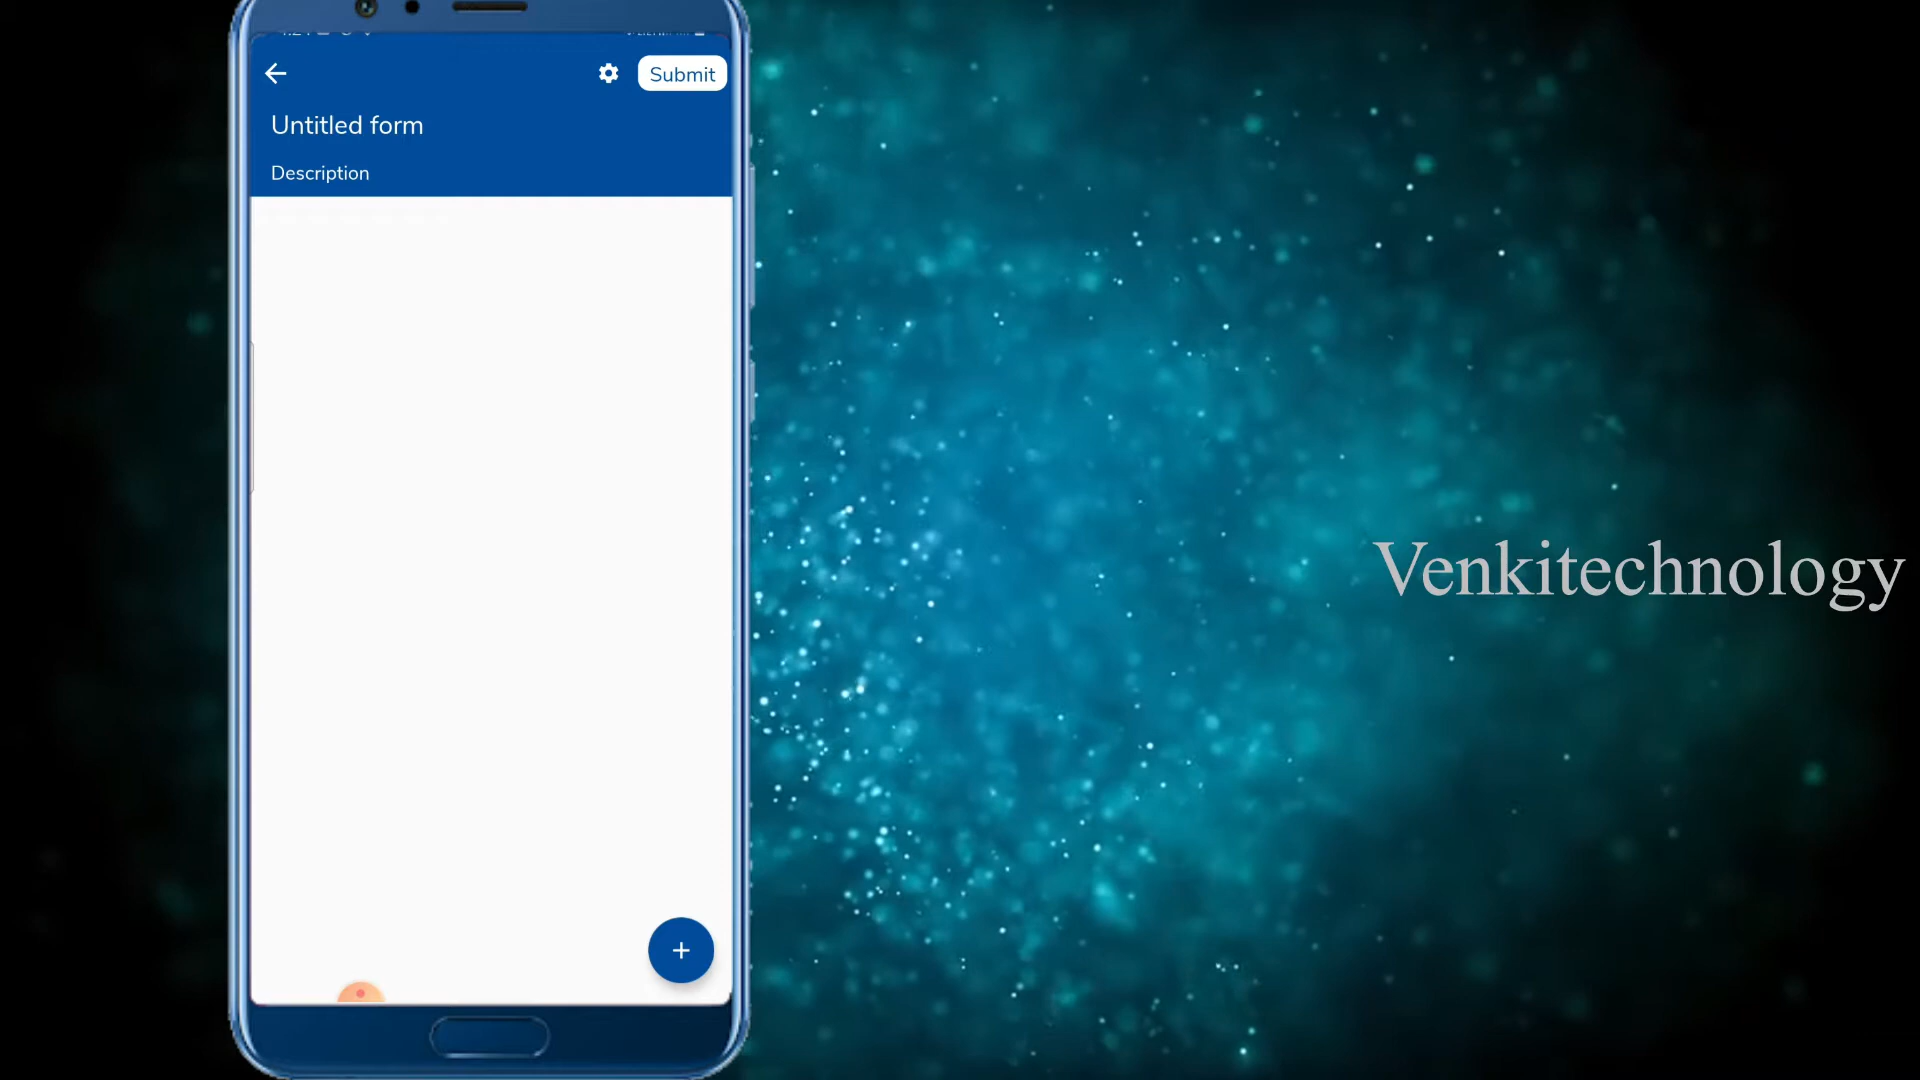 Submit
Untitled form
Description
Venkitechnology